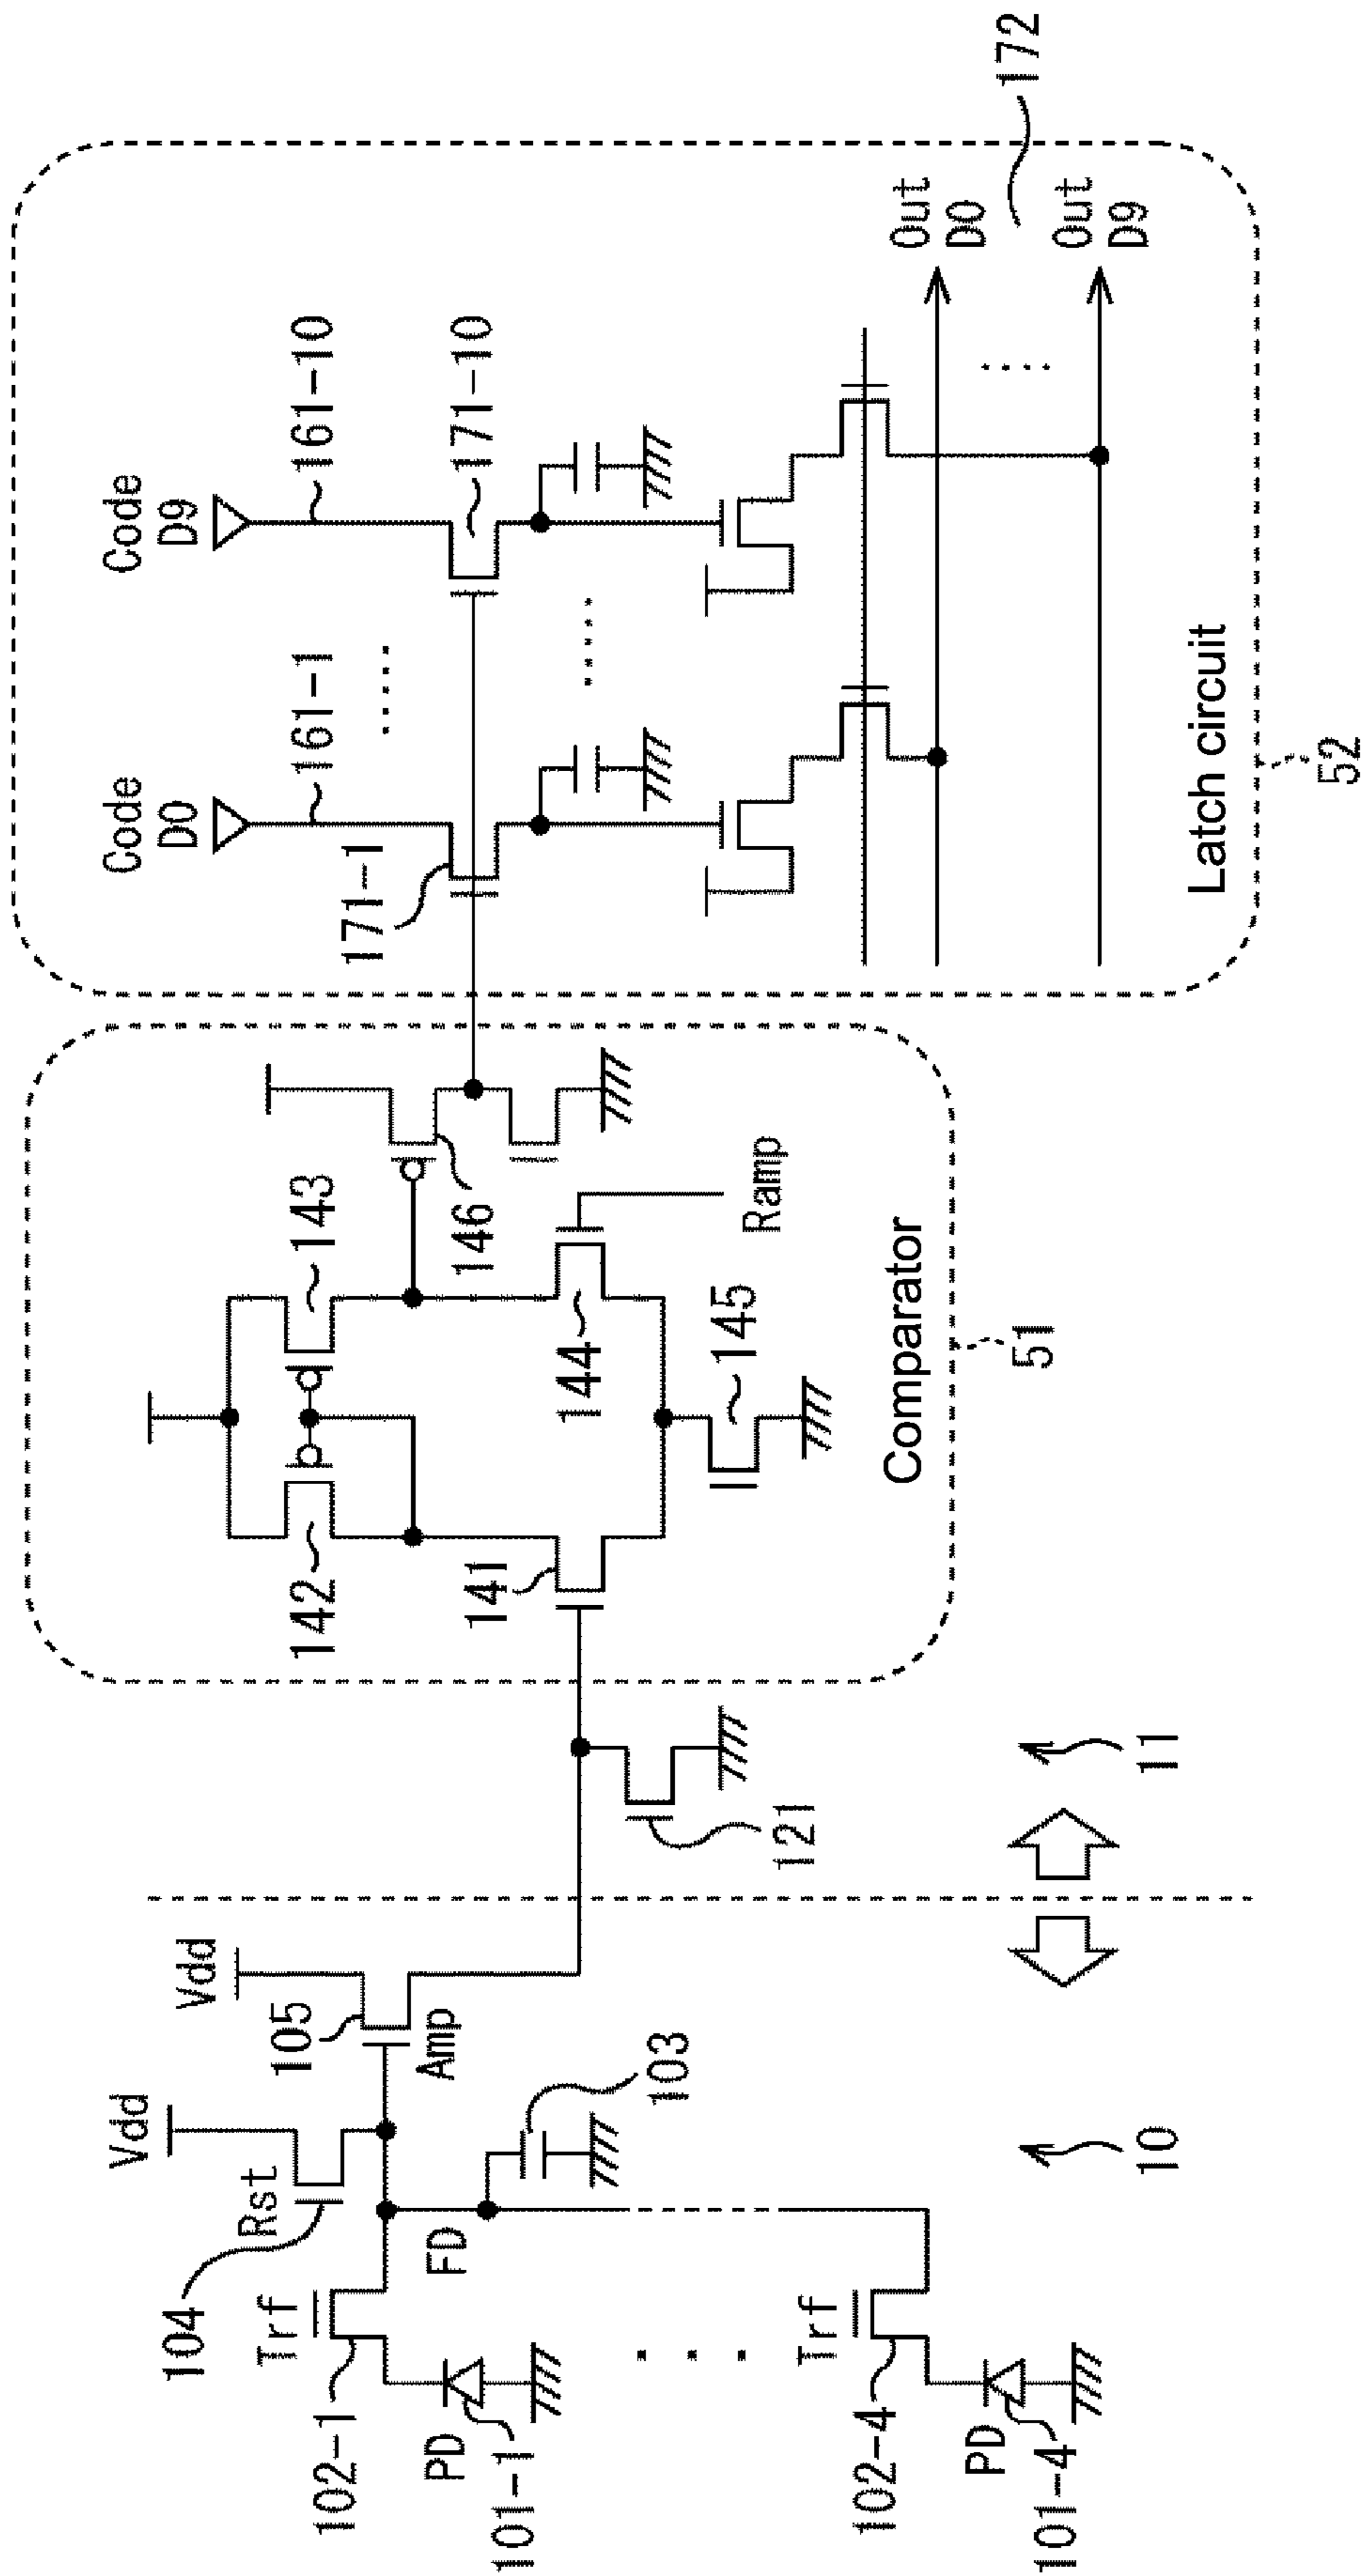 Vdd
Vdd
104
Rst
105
Amp
102-1
Trf
FD
103
PD
101-1
102-4
Trf
PD
101-4
10
11
121
142
143
141
144
146
145
Ramp
Comparator
51
Code
D0
Code
D9
161-1
161-10
171-1
171-10
Out
D0
Out
D9
172
Latch circuit
52